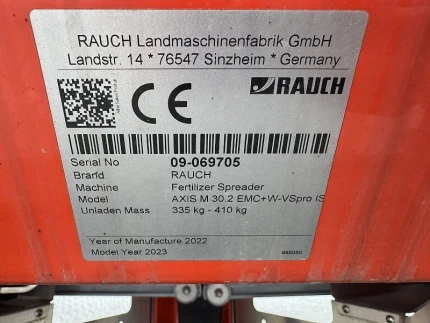 RAUCH Landmaschinenfabrik GmbH
Landstr. 14 * 76547 Sinzheim * Germany
CE RAUCH
Serial No 09-069705
Brand RAUCH
Machine Fertilizer Spreader
Model AXIS M 30.2 EMC+W-VSpro IS
Unladen Mass 335 kg - 410 kg
Year of Manufacture 2022
Model Year 2023